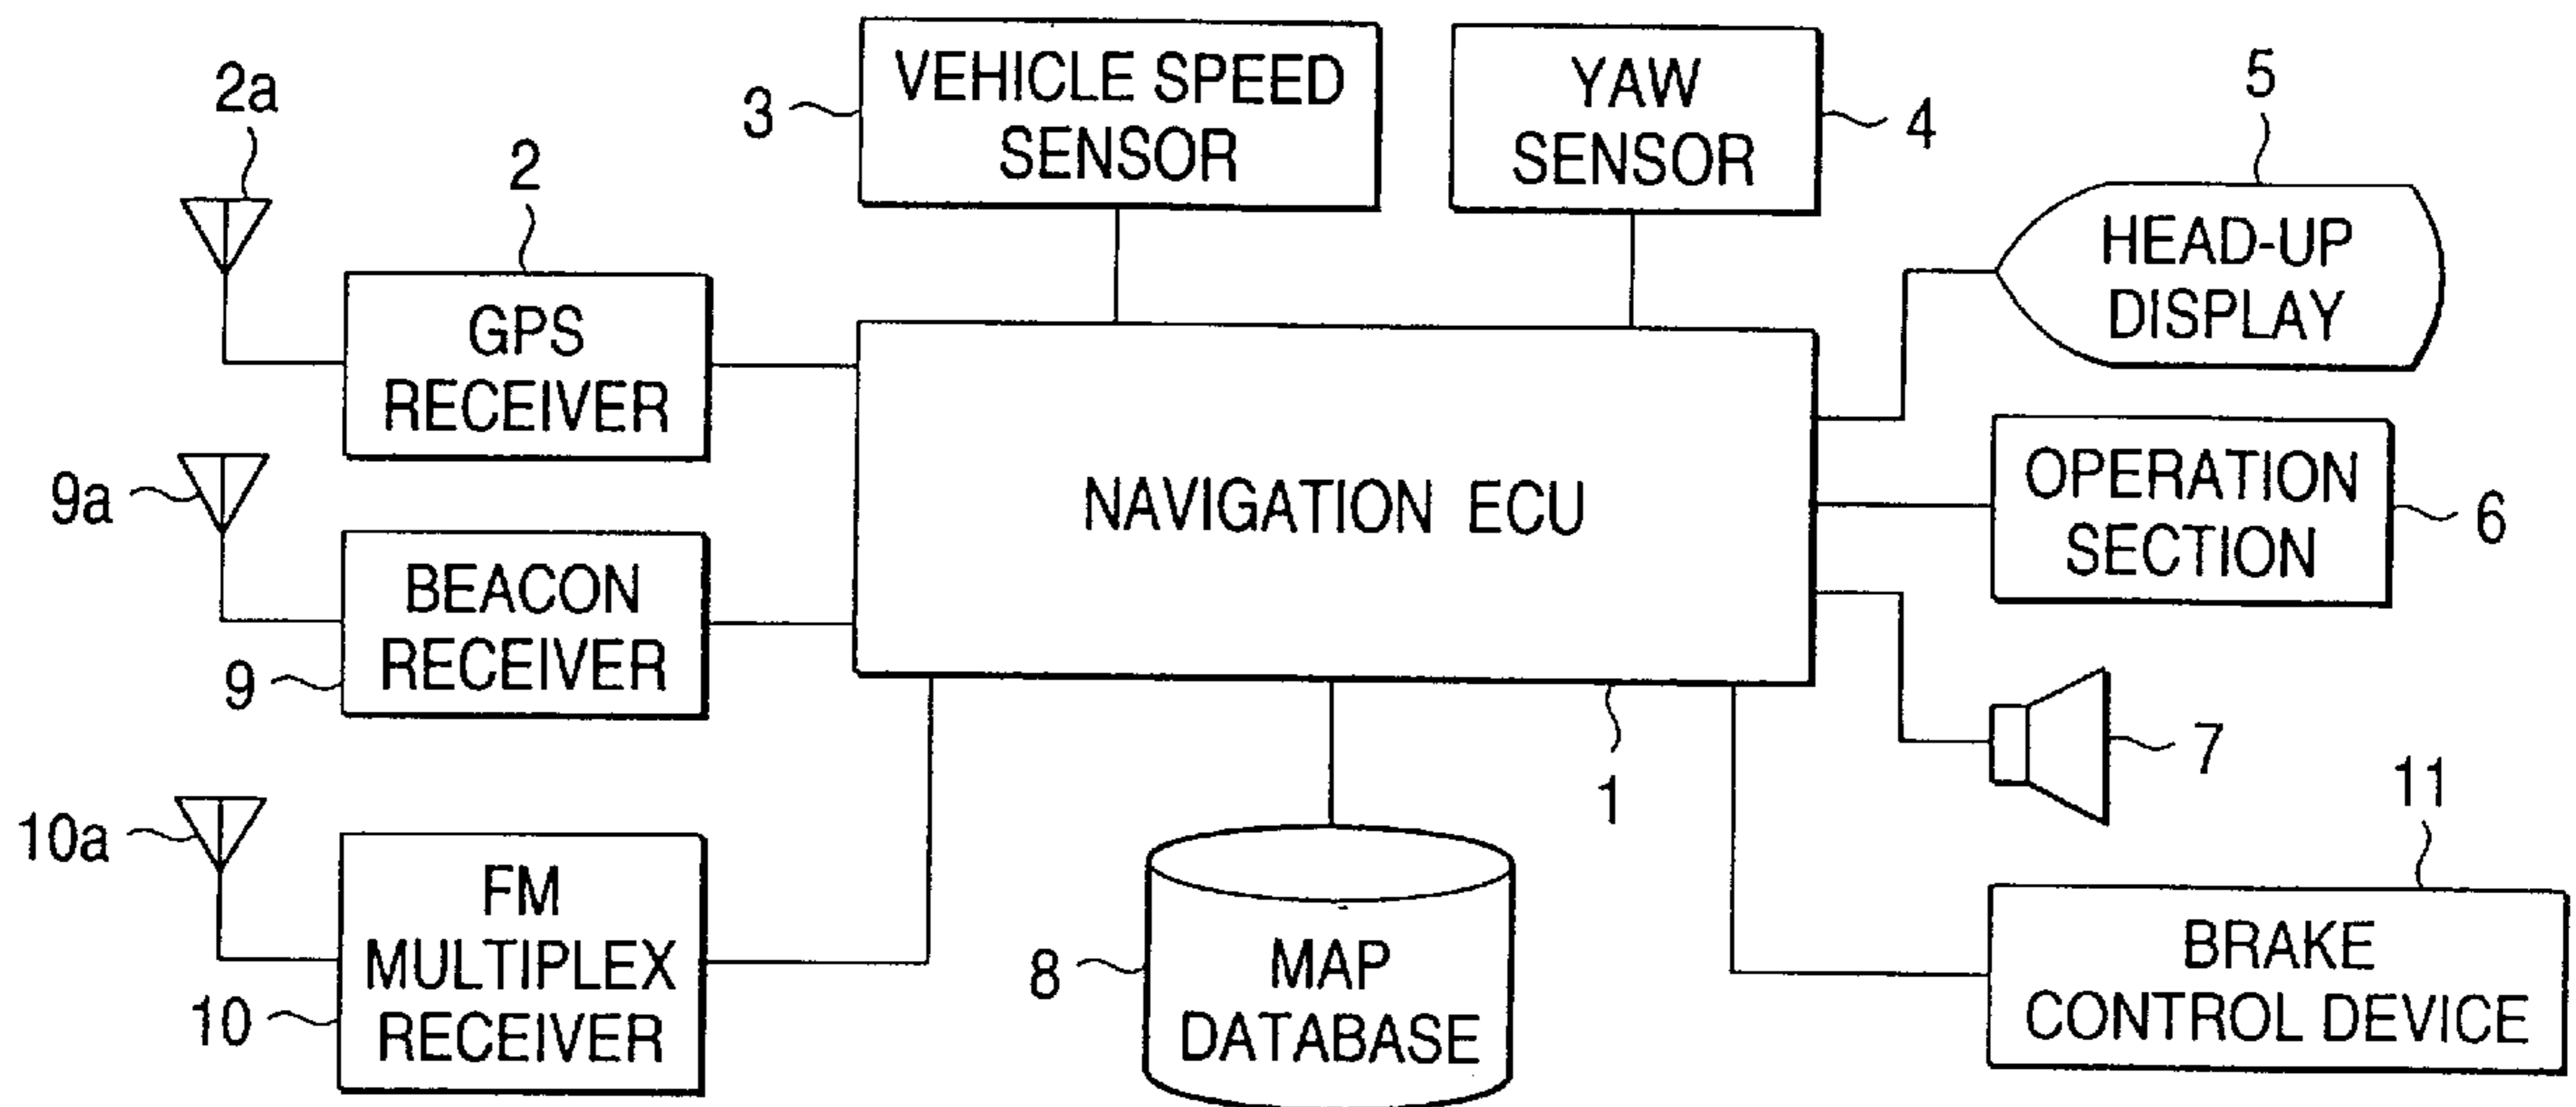 2a
2
3
VEHICLE SPEED
SENSOR
YAW
SENSOR
4
5
HEAD-UP
DISPLAY
GPS
RECEIVER
9a
BEACON
RECEIVER
9
NAVIGATION ECU
1
OPERATION
SECTION
6
7
10a
FM
MULTIPLEX
RECEIVER
10
8
MAP
DATABASE
11
BRAKE
CONTROL DEVICE